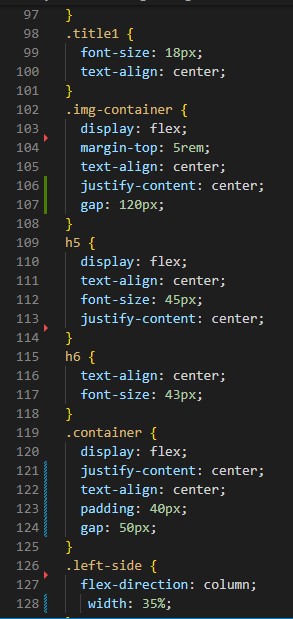 97 }
98 .title1 {
99 font-size: 18px;
100 text-align: center;
101 }
102 .img-container {
103 display: flex;
104 margin-top: 5rem;
105 text-align: center;
106 justify-content: center;
107 gap: 120px;
108 }
109 h5 {
110 display: flex;
111 text-align: center;
112 font-size: 45px;
113 justify-content: center;
114 }
115 h6 {
116 text-align: center;
117 font-size: 43px;
118 }
119 .container {
120 display: flex;
121 justify-content: center;
122 text-align: center;
123 padding: 40px;
124 gap: 50px;
125 }
126 .left-side {
127 flex-direction: column;
128 width: 35%;